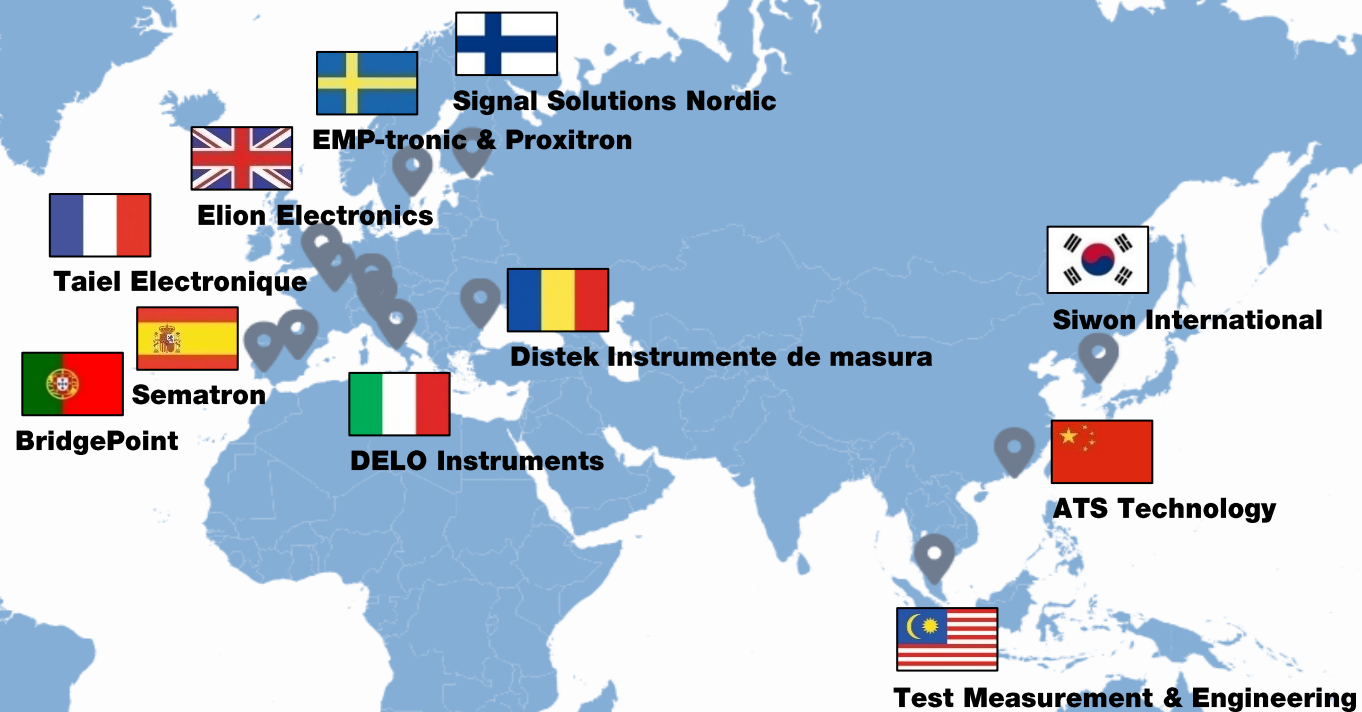 Signal Solutions Nordic
EMP-tronic & Proxitron
Elion Electronics
Taiel Electronique
Siwon International
Distek Instrumente de masura
Sematron
BridgePoint
DELO Instruments
ATS Technology
Test Measurement & Engineering